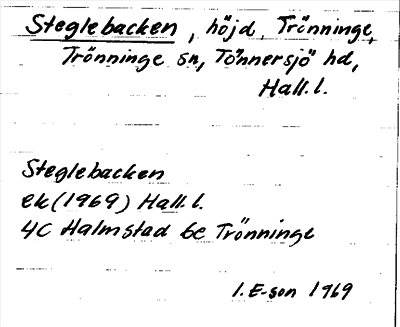 Steglebacken, höjd, Trönninge,
Trönninge sn, Tönnersjö hd,
Hall.l.
Steglebacken
ek(1969) Hall.l.
4C Halmstad 6e Trönninge
I.E-son 1969